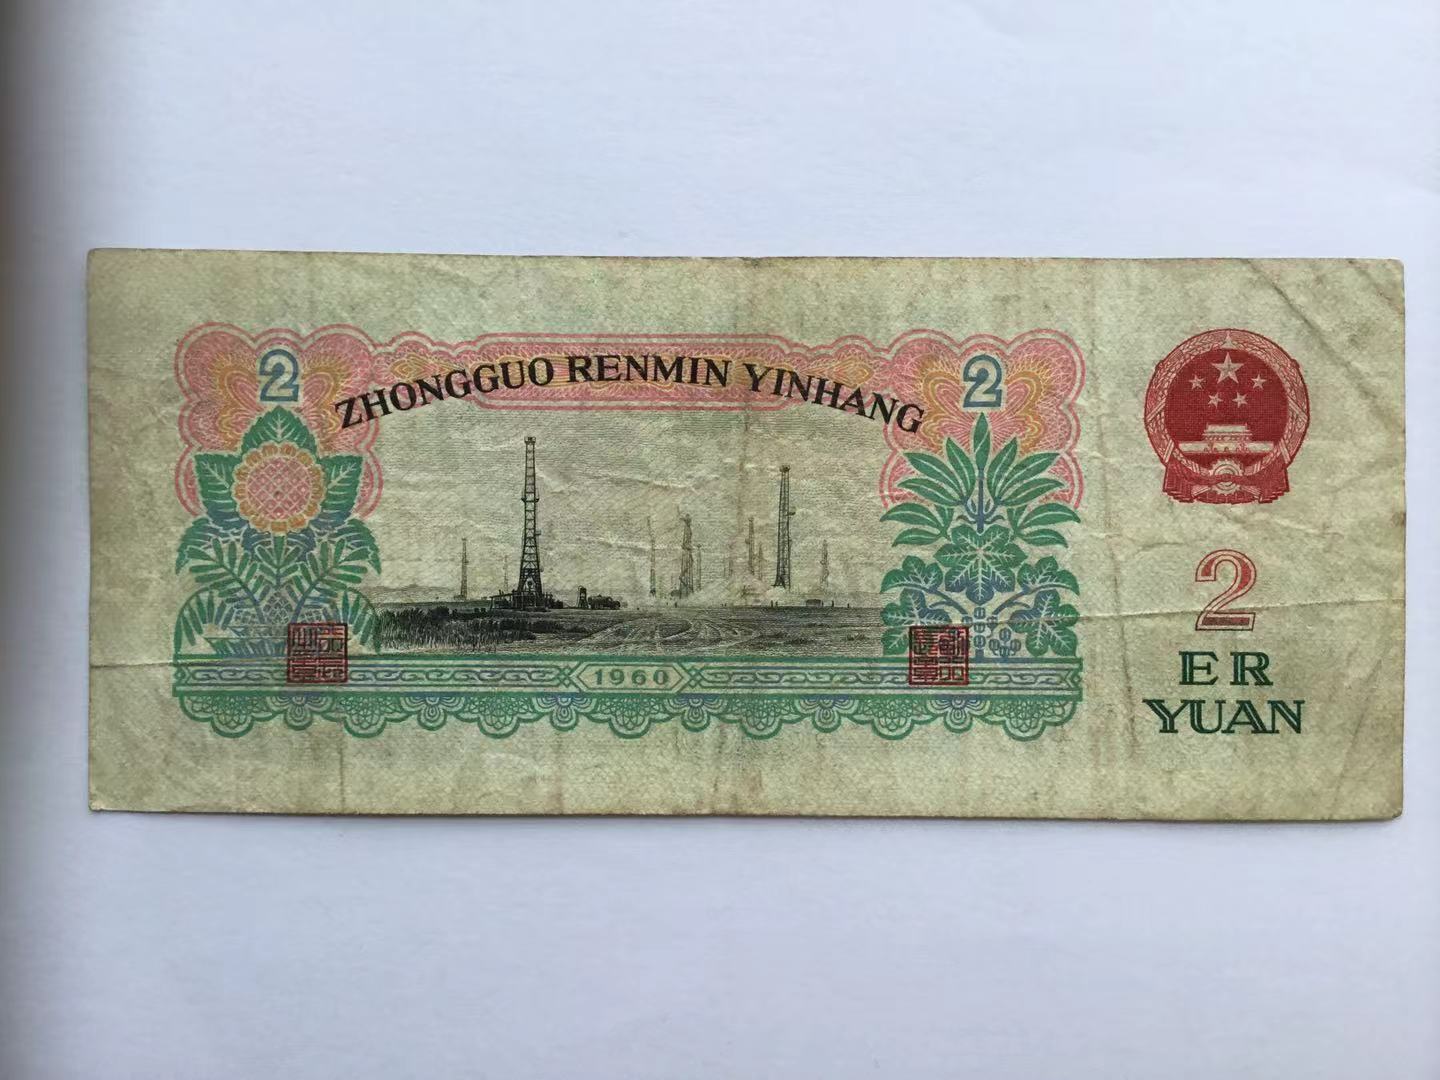 2
2
ZHONGGUO RENMIN YINHANG
1960
2
ER
YUAN